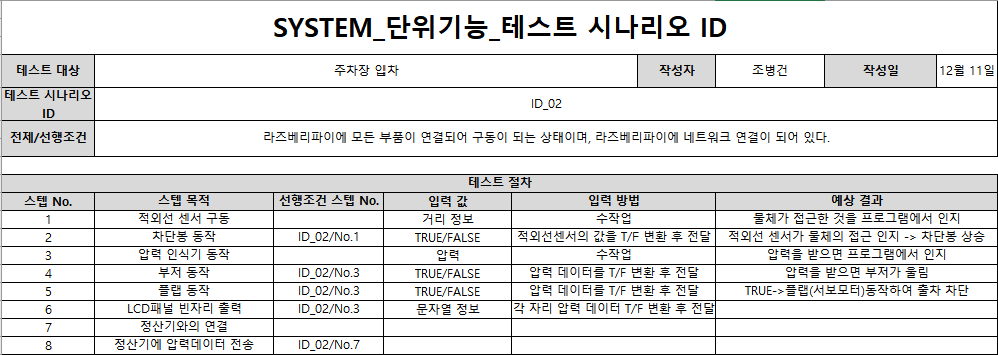 SYSTEM_단위기능_테스트 시나리오 ID
테스트 대상 주차장 입차 작성자 조병건 작성일 12월 11일
테스트 시나리오 ID ID_02
전제/선행조건 라즈베리파이에 모든 부품이 연결되어 구동이 되는 상태이며, 라즈베리파이에 네트워크 연결이 되어 있다.
테스트 절차
스텝 No. 스텝 목적 선행조건 스텝 No. 입력 값 입력 방법 예상 결과
1 적외선 센서 구동 거리 정보 수작업 물체가 접근한 것을 프로그램에서 인지
2 차단봉 동작 ID_02/No.1 TRUE/FALSE 적외선센서의 값을 T/F 변환 후 전달 적외선 센서가 물체의 접근 인지 -> 차단봉 상승
3 압력 인식기 동작 압력 수작업 압력을 받으면 프로그램에서 인지
4 부저 동작 ID_02/No.3 TRUE/FALSE 압력 데이터를 T/F 변환 후 전달 압력을 받으면 부저가 울림
5 플랩 동작 ID_02/No.3 TRUE/FALSE 압력 데이터를 T/F 변환 후 전달 TRUE->플랩(서보모터)동작하여 출차 차단
6 LCD패널 빈자리 출력 ID_02/No.3 문자열 정보 각 자리 압력 데이터 T/F 변환 후 전달
7 정산기와의 연결
8 정산기에 압력데이터 전송 ID_02/No.7